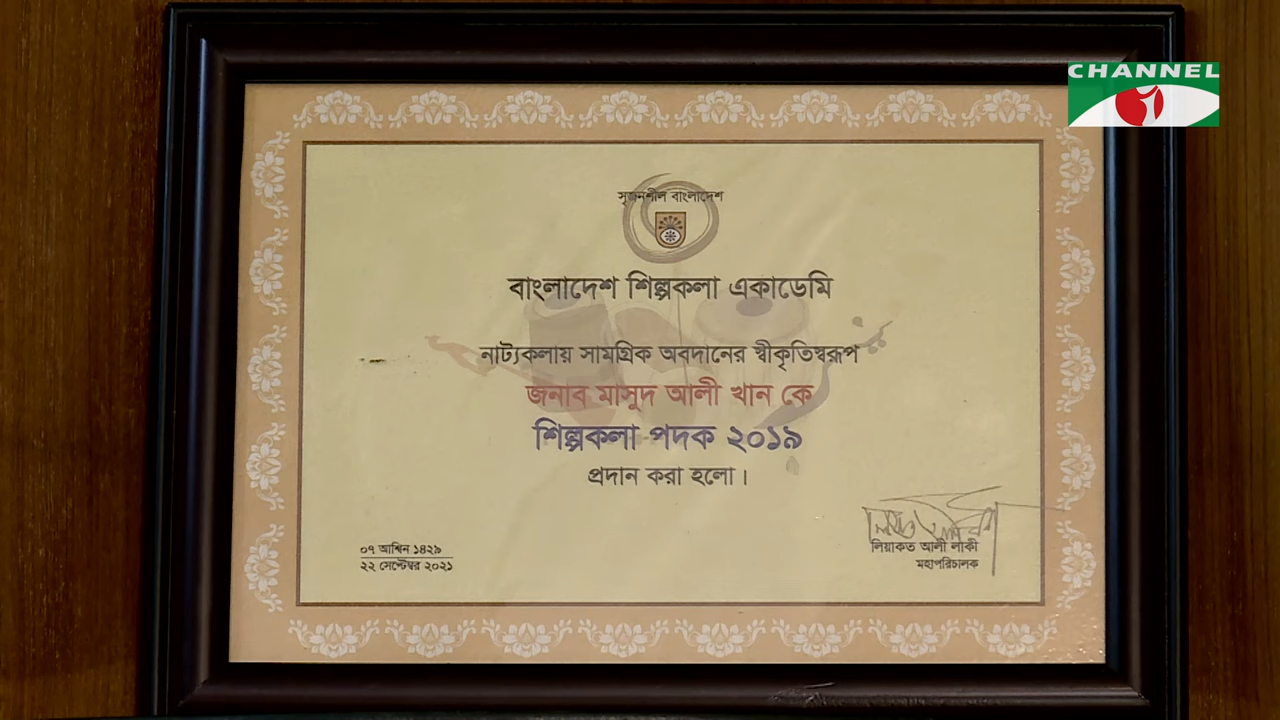 CHANNEL
সৃজনশীল বাংলাদেশ
বাংলাদেশ শিল্পকলা একাডেমি
নাট্যকলায় সামগ্রিক অবদানের স্বীকৃতিস্বরূপ
জনাব মাসুদ আলী খান কে
শিল্পকলা পদক ২০১৯
প্রদান করা হলো।
০৭ আশ্বিন ১৪২৯
২২ সেপ্টেম্বর ২০২১
লিয়াকত আলী লাকী
মহাপরিচালক